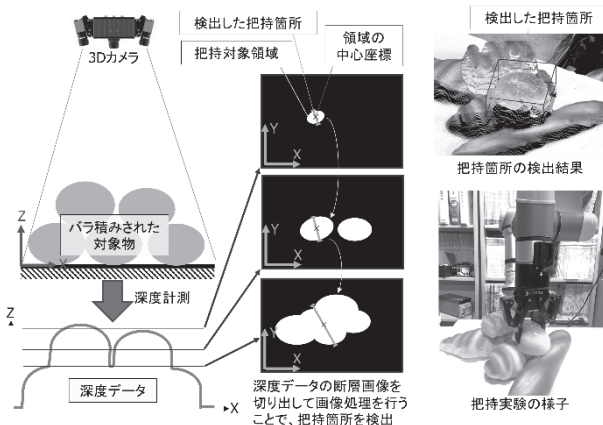 3Dカメラ
Z
X
バラ積みされた
対象物
深度計測
Z
X
深度データ
検出した把持箇所
把持対象領域
領域の
中心座標
Y
X
Y
X
Y
X
深度データの断層画像を
切り出して画像処理を行う
ことで、把持箇所を検出
検出した把持箇所
把持箇所の検出結果
把持実験の様子